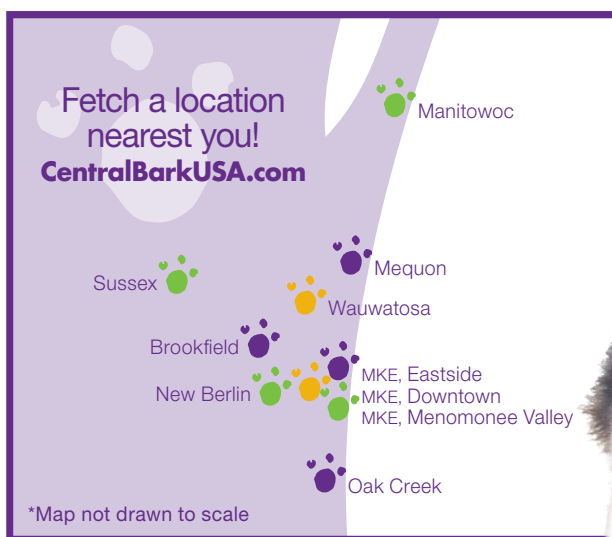 Fetch a location
nearest you!
CentralBarkUSA.com
Manitowoc
Mequon
Sussex
Wauwatosa
Brookfield
MKE, Eastside
New Berlin
MKE, Downtown
MKE, Menomonee Valley
Oak Creek
*Map not drawn to scale